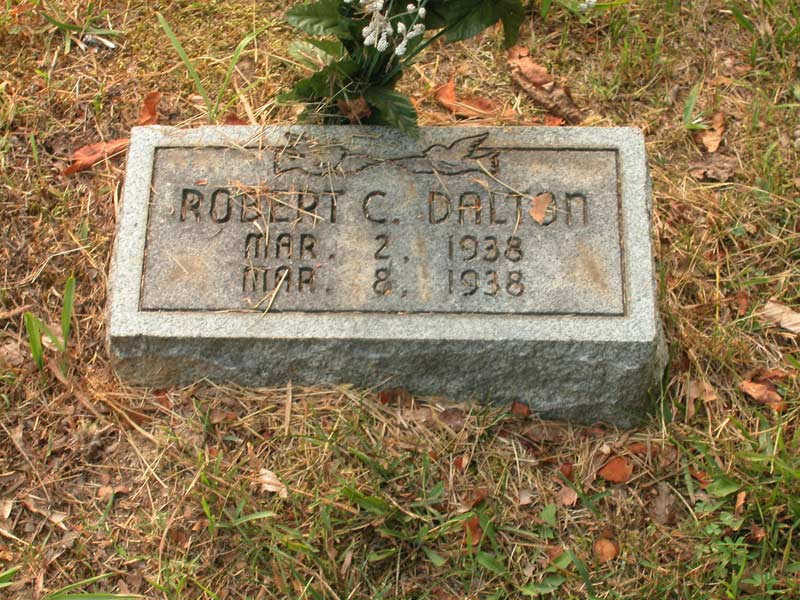 ROBERT C. DALTON
MAR. 2, 1938
MAR. 8, 1938